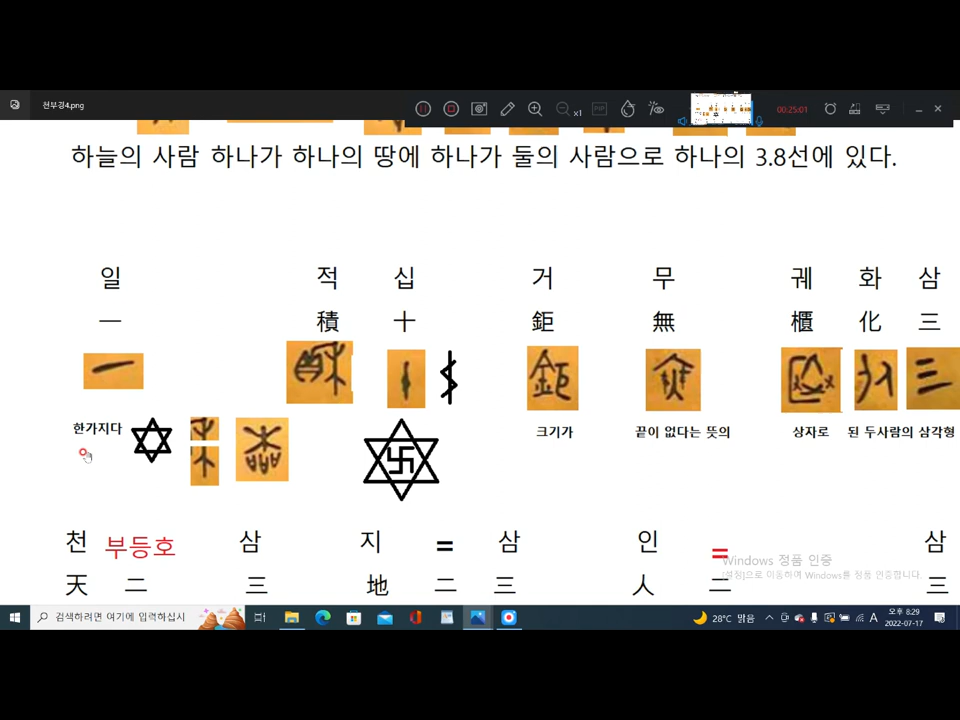 천부경4.png
x1
00:25:01
하늘의 사람 하나가 하나의 땅에 하나가 둘의 사람으로 하나의 3.8선에 있다.
일 적 십 거 무 궤 화 삼
一 積 十 鉅 無 櫃 化 三
한가지다 크기가 끝이 없다는 뜻의 상자로 된 두사람의 삼각형
천 부등호 삼 지 = 삼 인 = 삼
天 二 三 地 二 三 人 二 三
Windows 정품 인증
[설정]으로 이동하여 Windows를 정품 인증합니다.
검색하려면 여기에 입력하십시
28°C 맑음
A
오후 8:29
2022-07-17